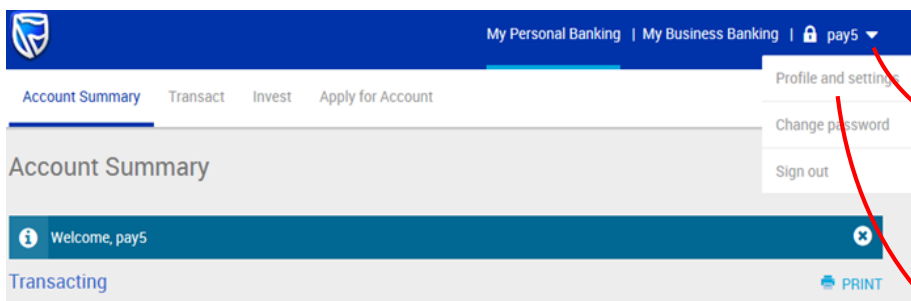 My Personal Banking | My Business Banking | pay5
Profile and settings
Account Summary Transact Invest Apply for Account
Change password
Account Summary
Sign out
Welcome, pay5
Transacting PRINT